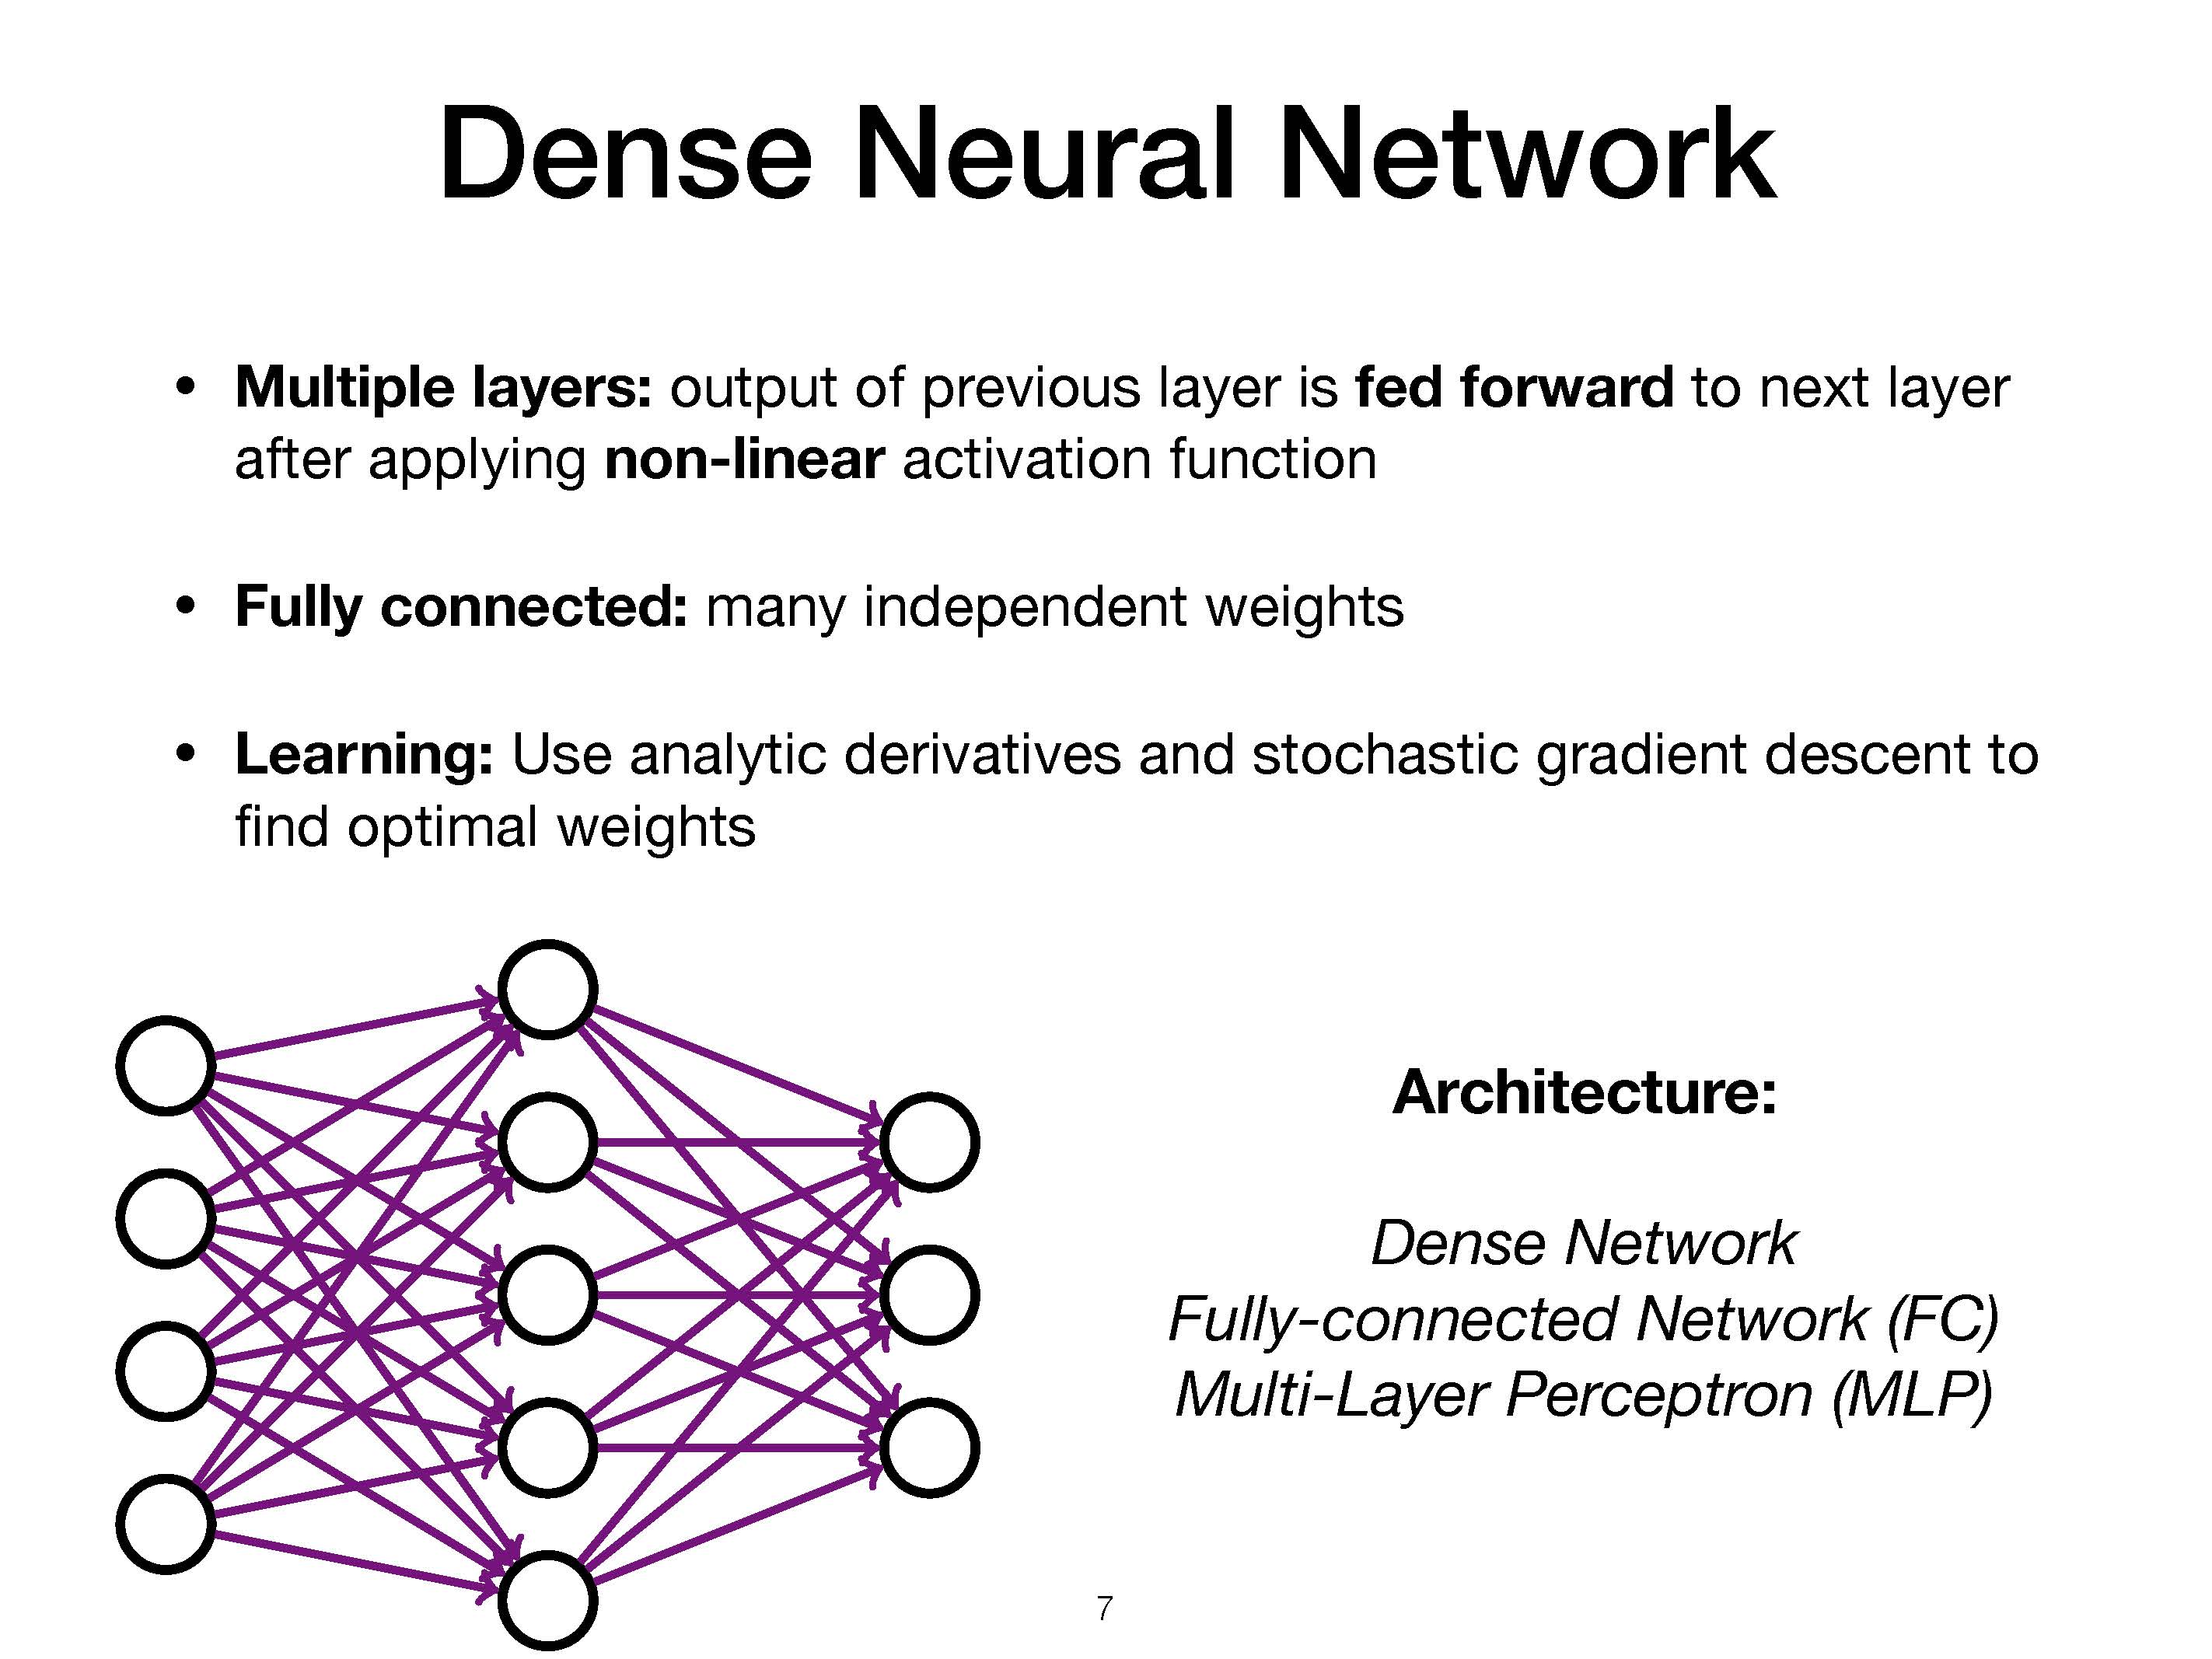 Dense Neural Network
• Multiple layers: output of previous layer is fed forward to next layer
after applying non-linear activation function
• Fully connected: many independent weights
• Learning: Use analytic derivatives and stochastic gradient descent to
find optimal weights
Architecture:
Dense Network
Fully-connected Network (FC)
Multi-Layer Perceptron (MLP)
7